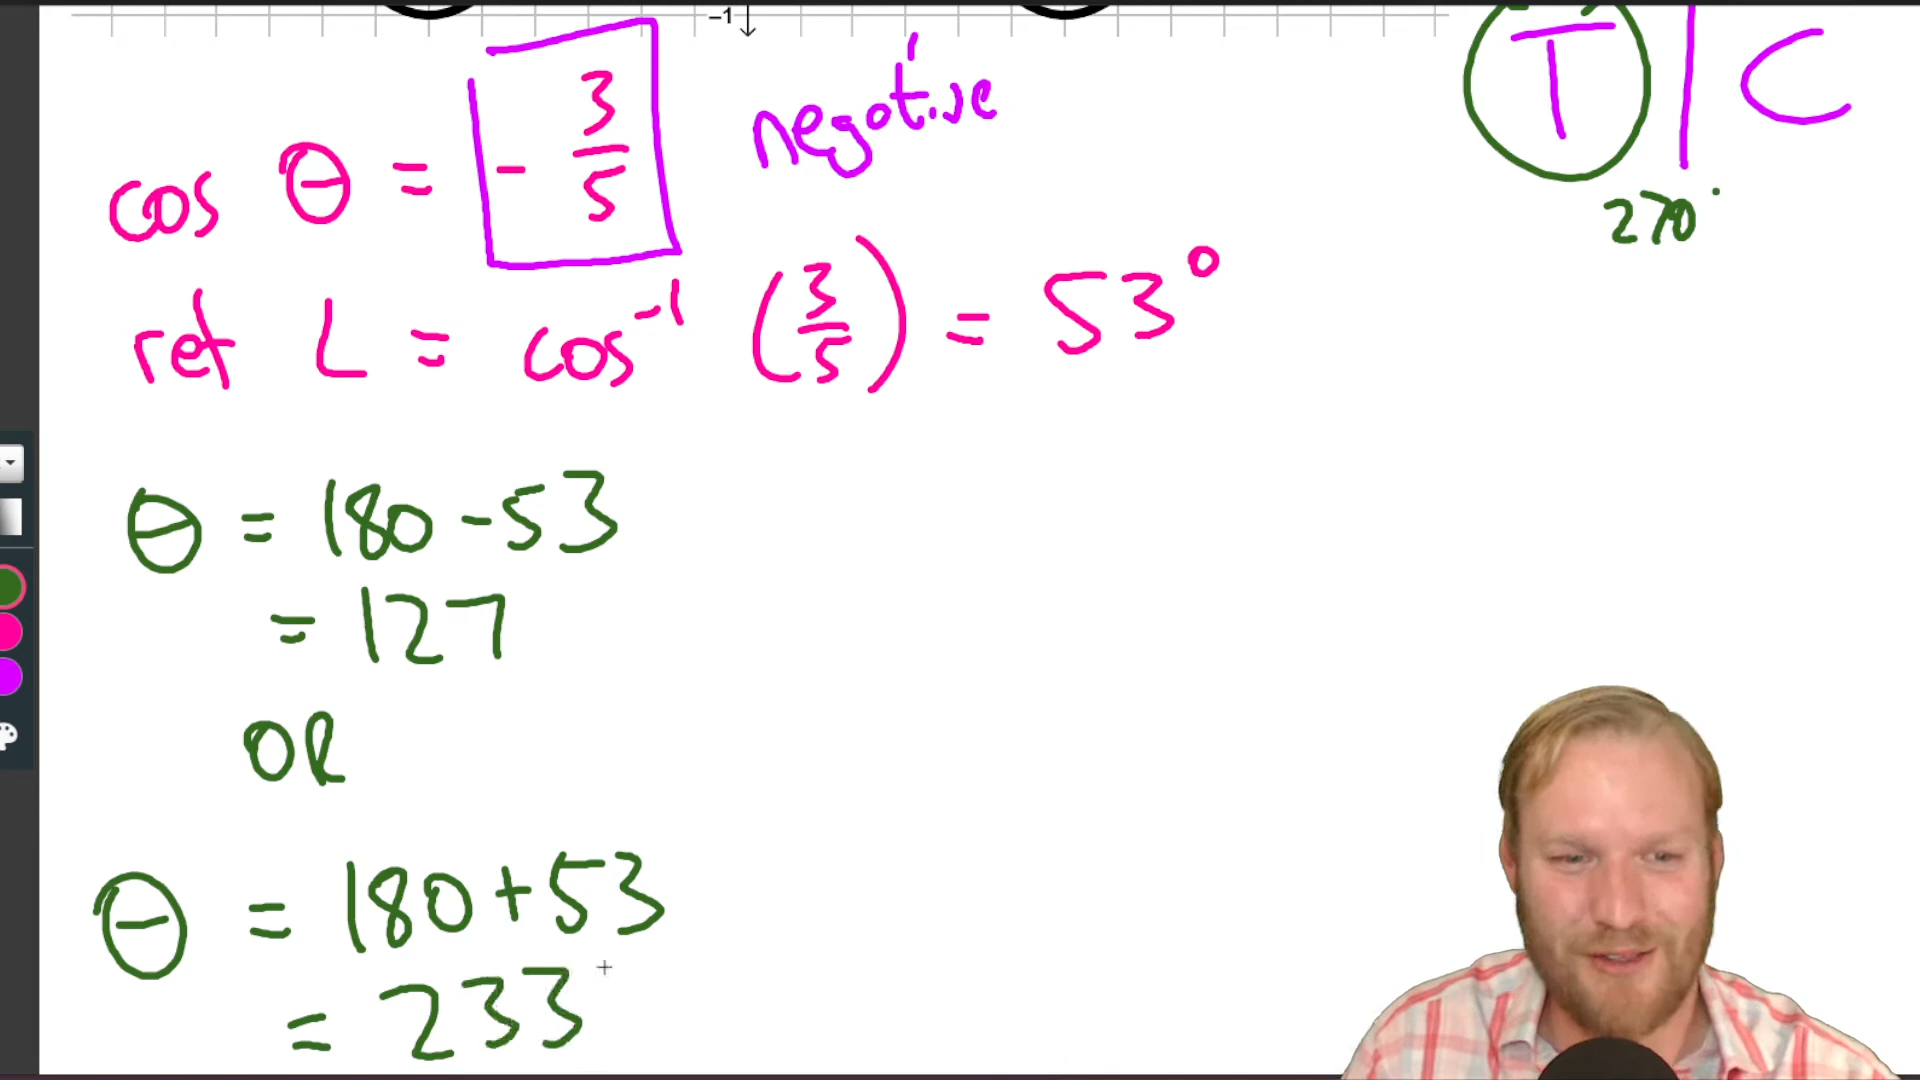 -1
T | C
270°
cos θ = - 3/5 negative
ref L = cos⁻¹ (3/5) = 53°
θ = 180 - 53
= 127
OR
θ = 180 + 53
= 233